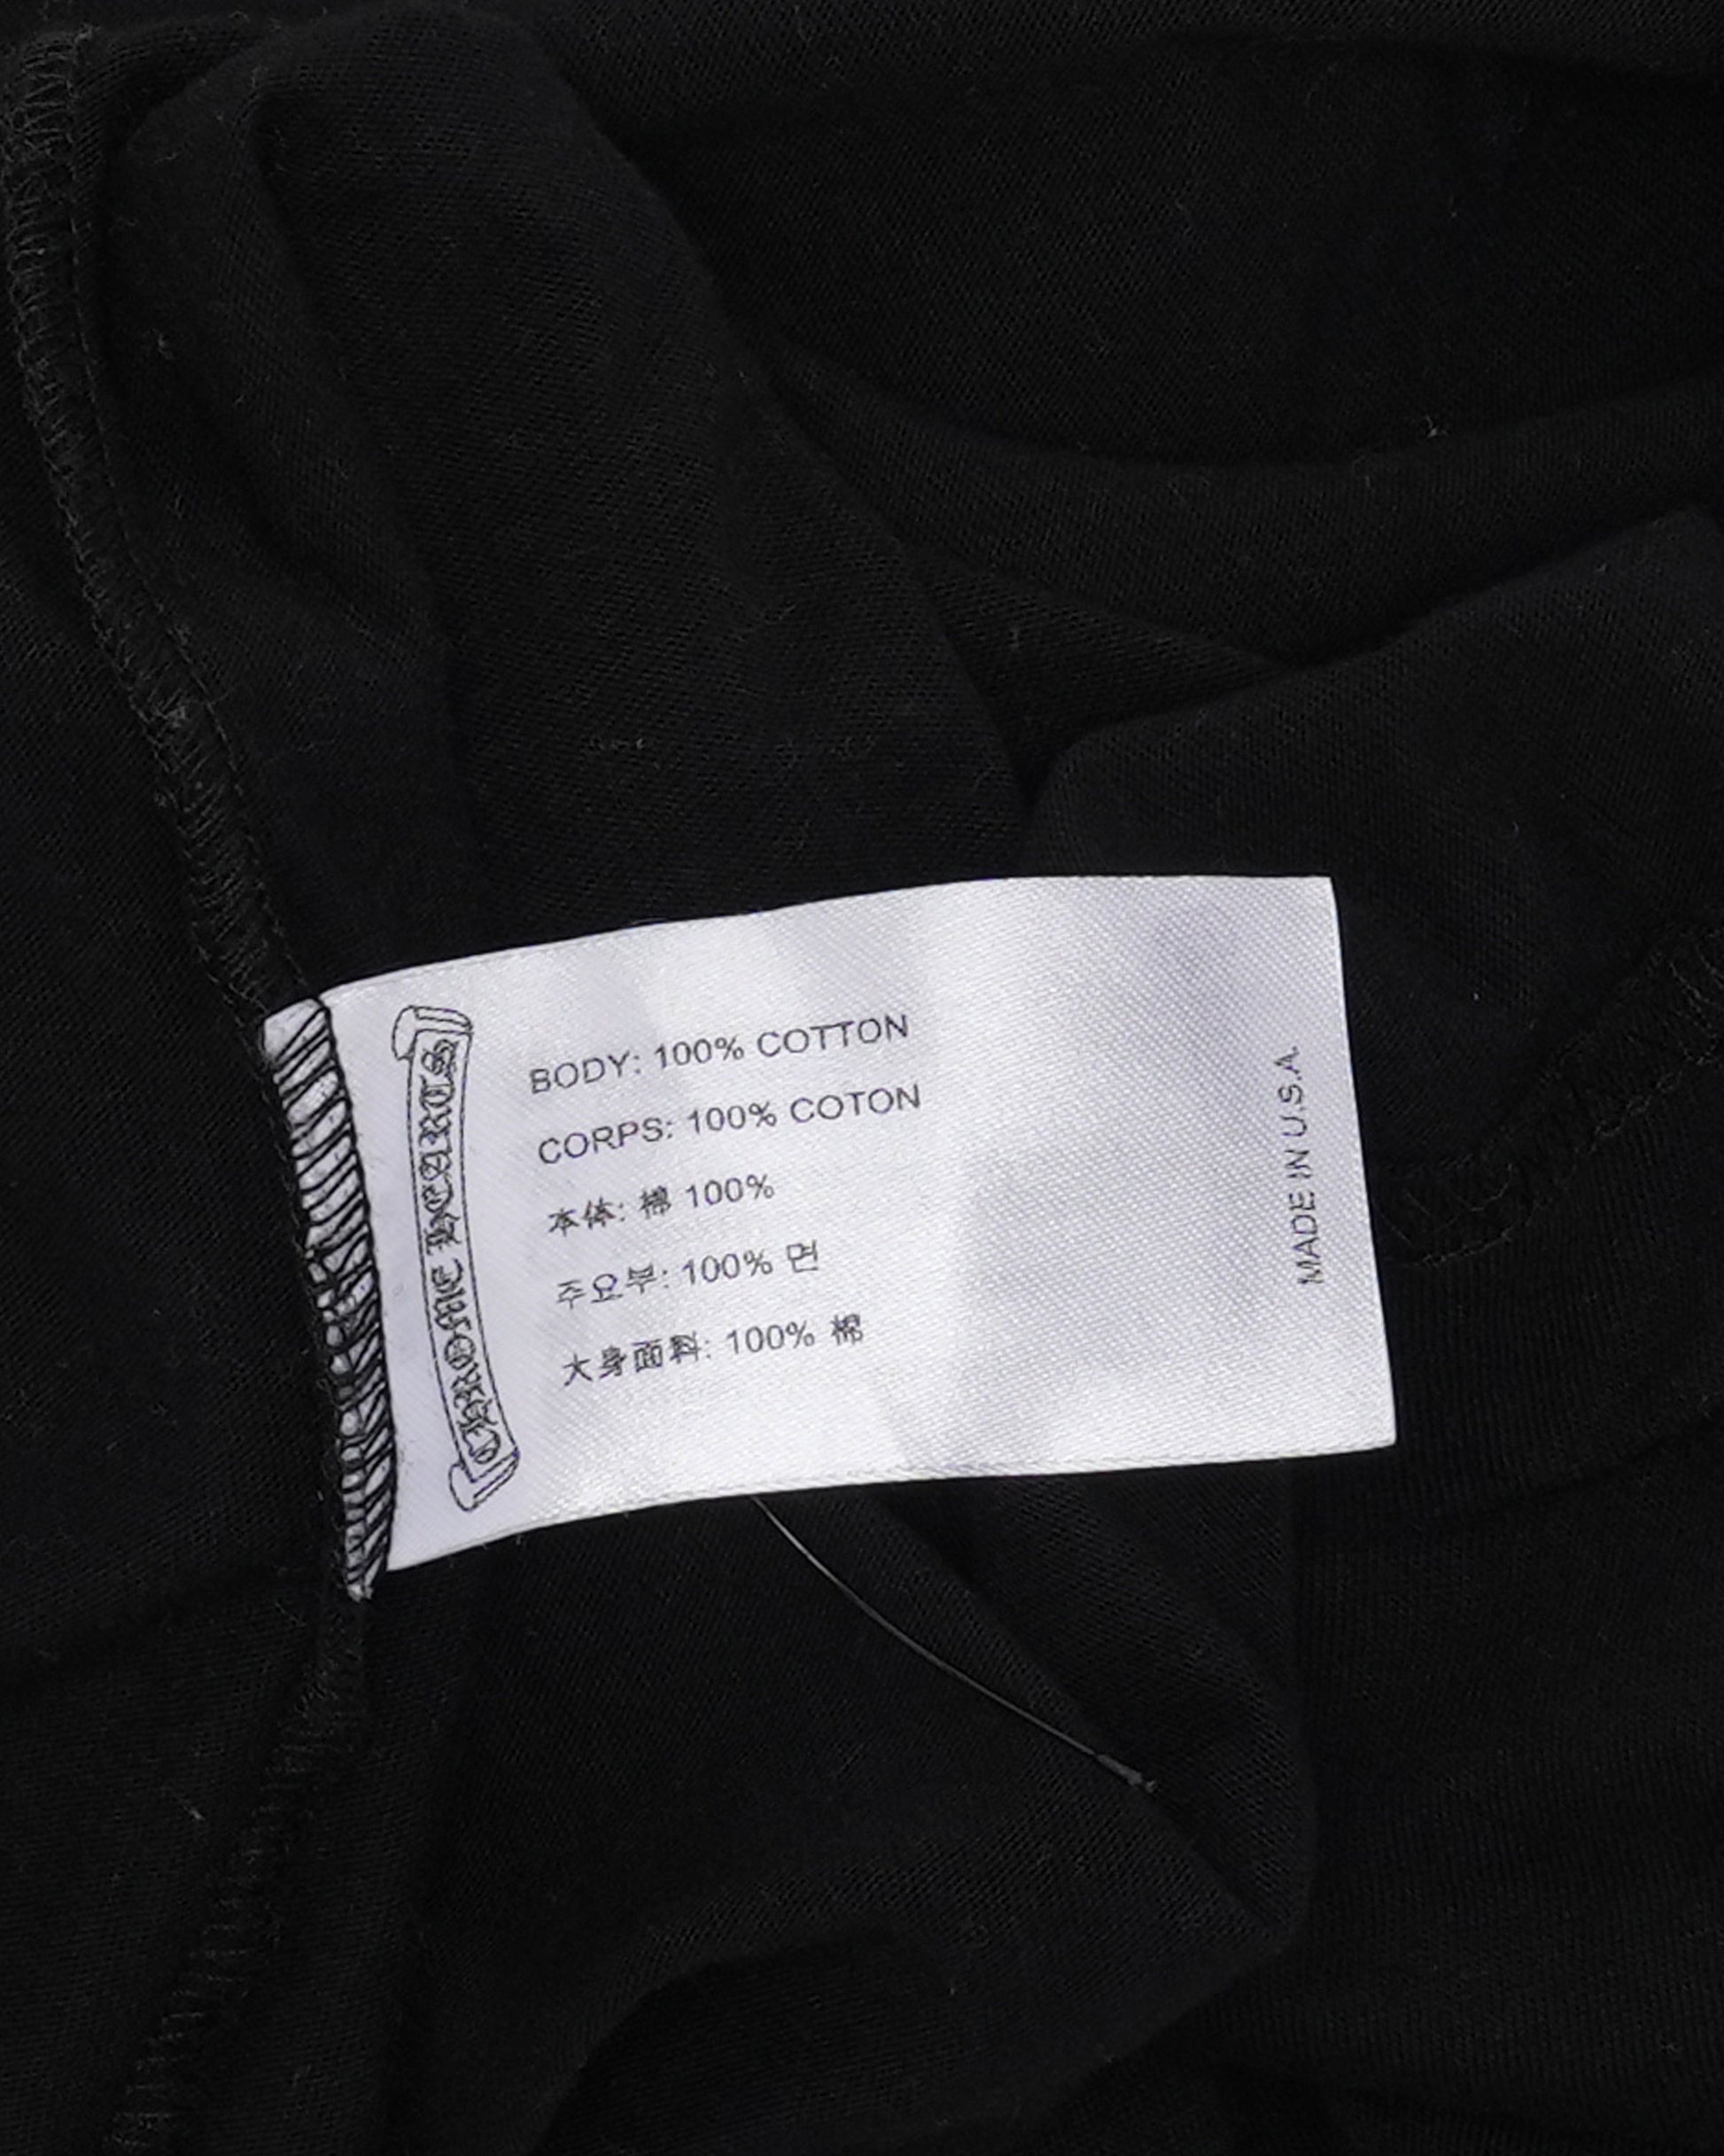 CHROME HEARTS
BODY: 100% COTTON
CORPS: 100% COTON
本体: 棉 100%
주요부: 100% 면
大身面料: 100% 棉
MADE IN U.S.A.